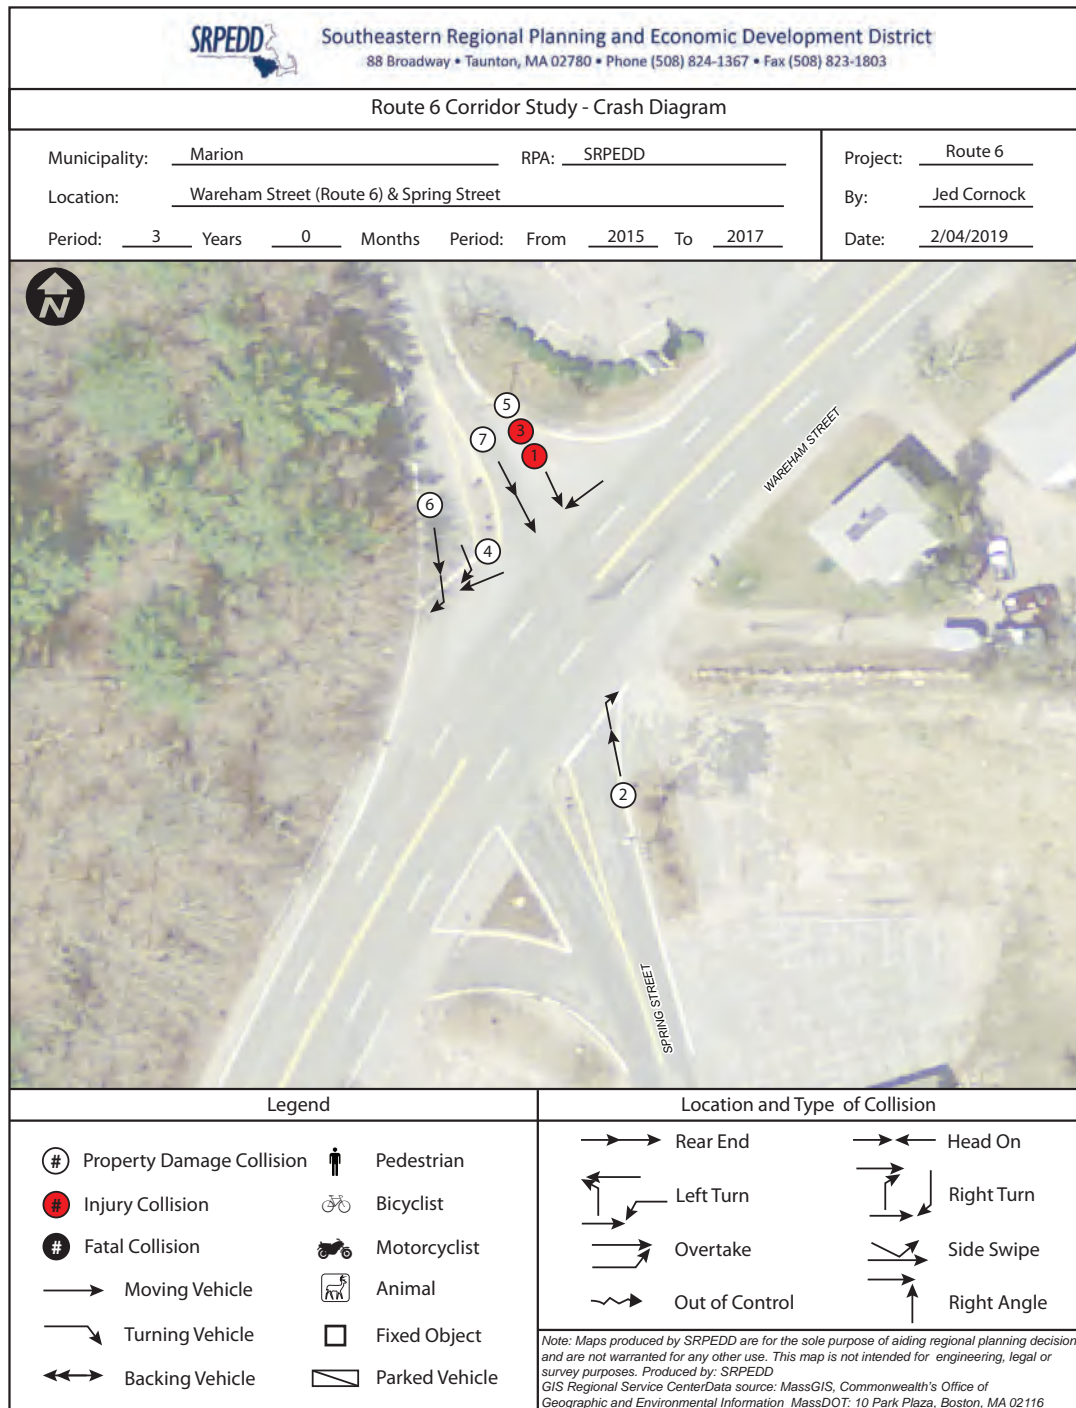 SRPEDD
Southeastern Regional Planning and Economic Development District
88 Broadway • Taunton, MA 02780 • Phone (508) 824-1367 • Fax (508) 823-1803
Route 6 Corridor Study - Crash Diagram
Municipality: Marion RPA: SRPEDD Project: Route 6
Location: Wareham Street (Route 6) & Spring Street By: Jed Cornock
Period: 3 Years 0 Months Period: From 2015 To 2017 Date: 2/04/2019
N
5
3
7
1
6
4
2
WAREHAM STREET
SPRING STREET
Legend
# Property Damage Collision Pedestrian
# Injury Collision Bicyclist
# Fatal Collision Motorcyclist
Moving Vehicle Animal
Turning Vehicle Fixed Object
Backing Vehicle Parked Vehicle
Location and Type of Collision
Rear End Head On
Left Turn Right Turn
Overtake Side Swipe
Out of Control Right Angle
Note: Maps produced by SRPEDD are for the sole purpose of aiding regional planning decision
and are not warranted for any other use. This map is not intended for engineering, legal or
survey purposes. Produced by: SRPEDD
GIS Regional Service CenterData source: MassGIS, Commonwealth's Office of
Geographic and Environmental Information MassDOT: 10 Park Plaza, Boston, MA 02116